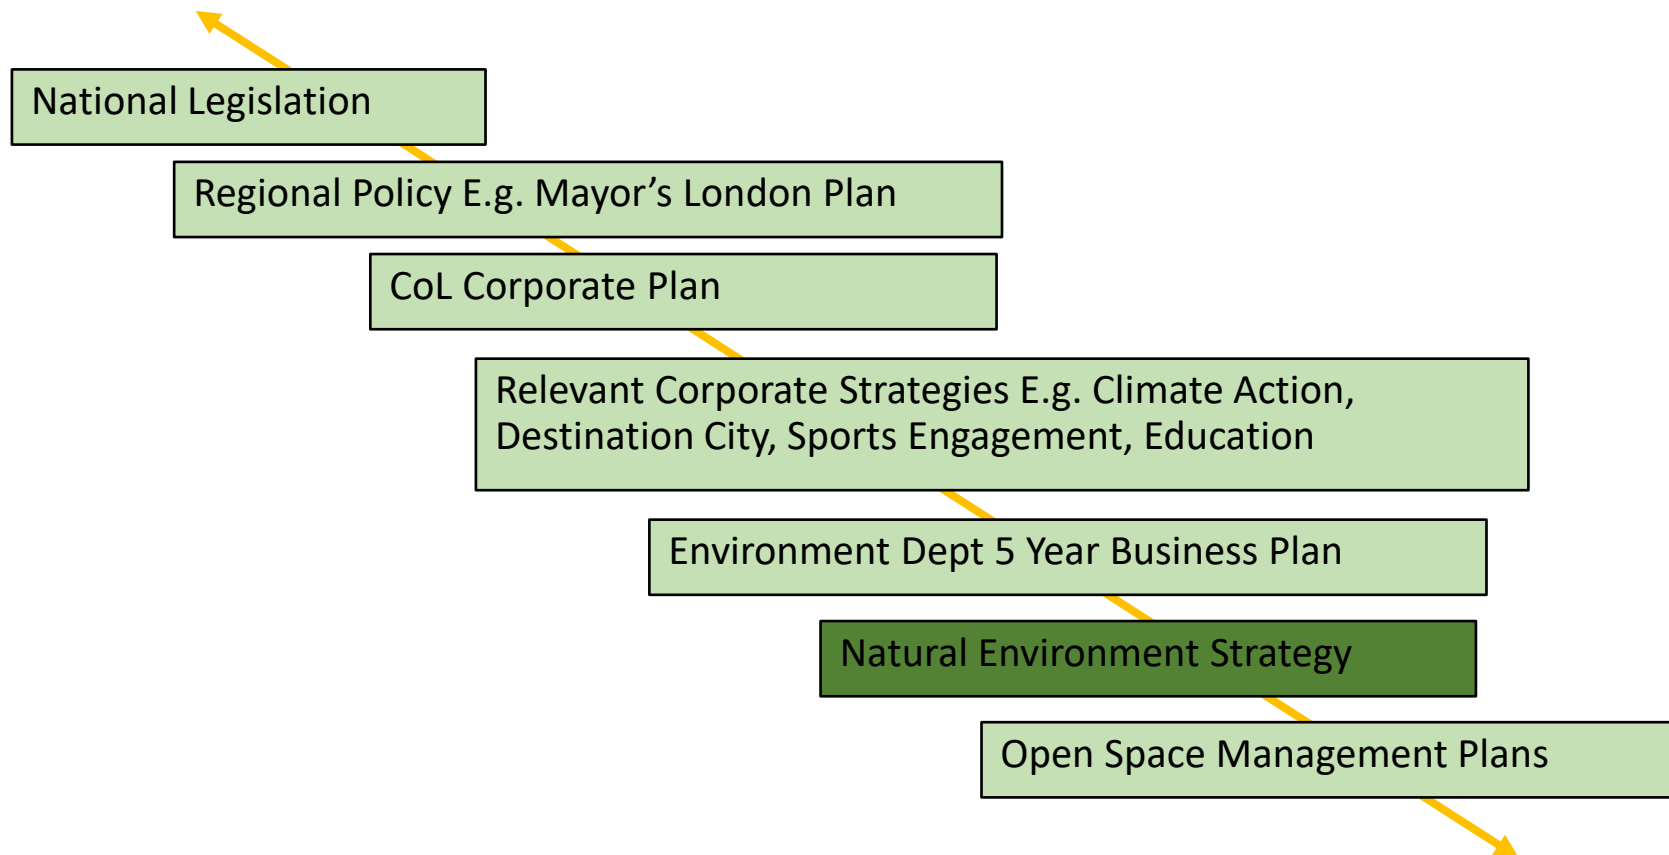 National Legislation
Regional Policy E.g. Mayor’s London Plan
CoL Corporate Plan
Relevant Corporate Strategies E.g. Climate Action,
Destination City, Sports Engagement, Education
Environment Dept 5 Year Business Plan
Natural Environment Strategy
Open Space Management Plans